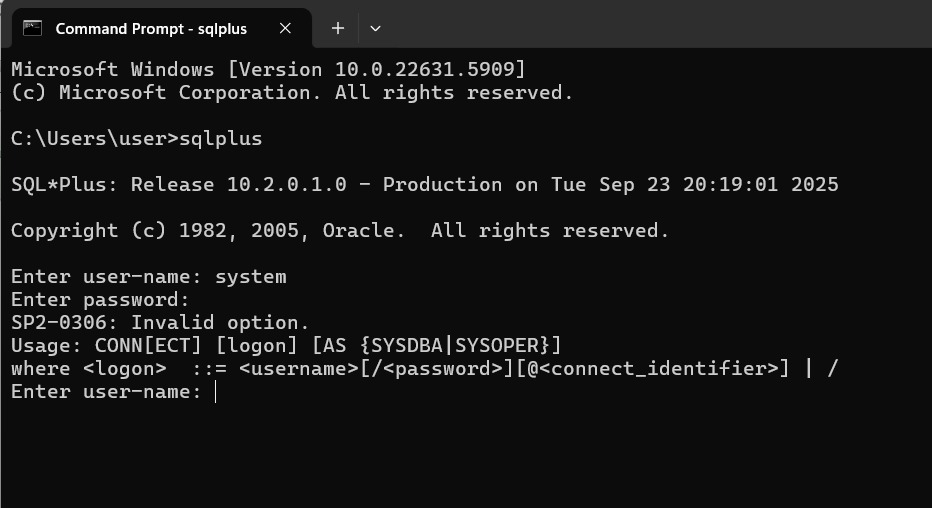 Command Prompt - sqlplus
Microsoft Windows [Version 10.0.22631.5909]
(c) Microsoft Corporation. All rights reserved.
C:\Users\user>sqlplus
SQL*Plus: Release 10.2.0.1.0 - Production on Tue Sep 23 20:19:01 2025
Copyright (c) 1982, 2005, Oracle.  All rights reserved.
Enter user-name: system
Enter password:
SP2-0306: Invalid option.
Usage: CONN[ECT] [logon] [AS {SYSDBA|SYSOPER}]
where <logon>  ::= <username>[/<password>][@<connect_identifier>] | /
Enter user-name: